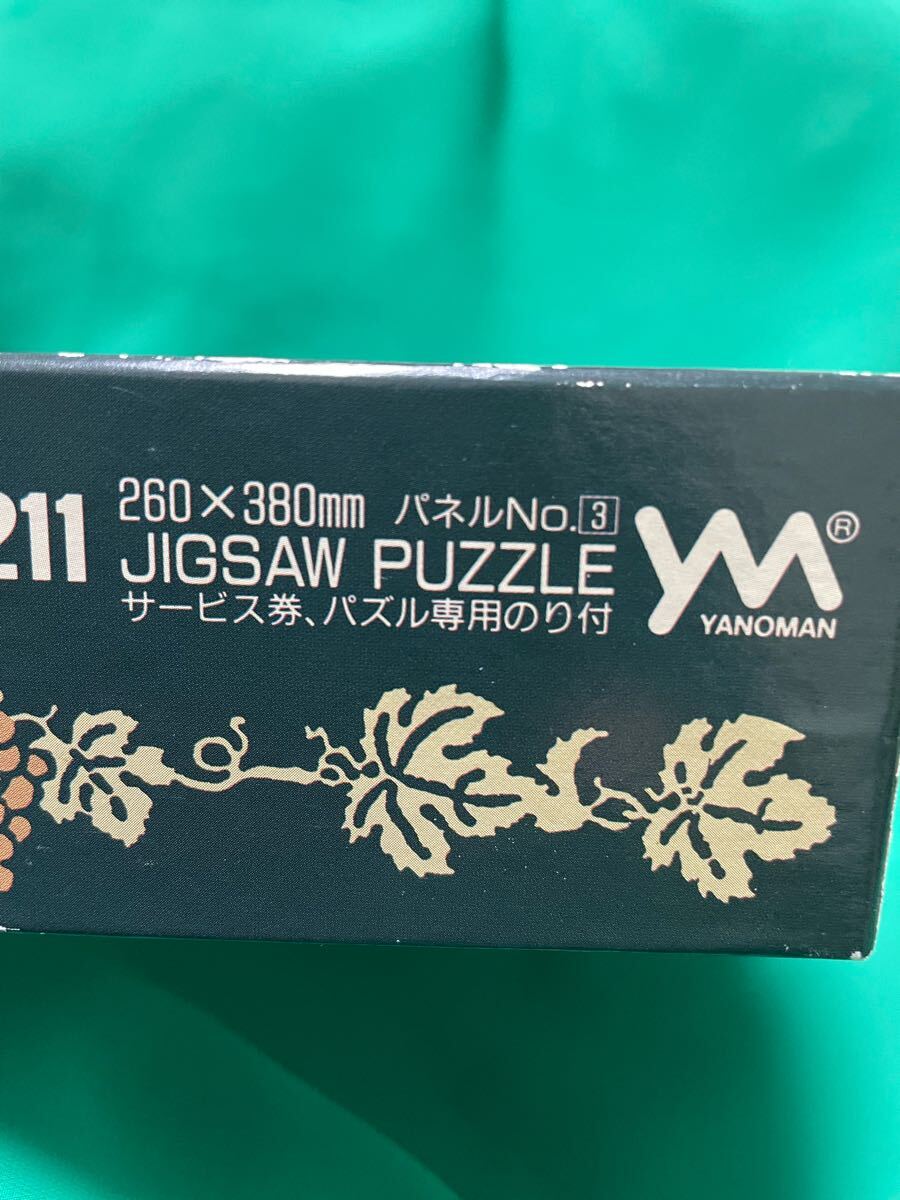 211
260×380mm パネルNo.3
JIGSAW PUZZLE
サービス券、パズル専用のり付
YM®
YANOMAN